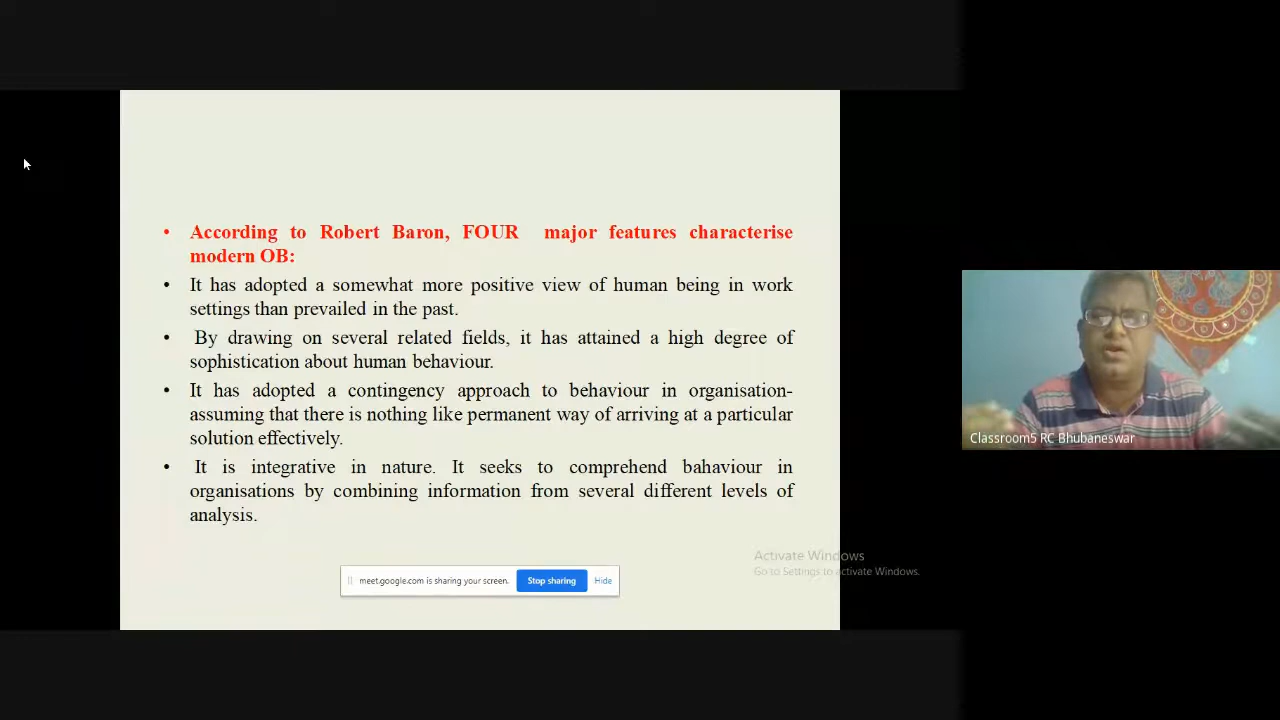 • According to Robert Baron, FOUR major features characterise
modern OB:
• It has adopted a somewhat more positive view of human being in work
settings than prevailed in the past.
• By drawing on several related fields, it has attained a high degree of
sophistication about human behaviour.
• It has adopted a contingency approach to behaviour in organisation-
assuming that there is nothing like permanent way of arriving at a particular
solution effectively.
• It is integrative in nature. It seeks to comprehend bahaviour in
organisations by combining information from several different levels of
analysis.
meet.google.com is sharing your screen. Stop sharing Hide
Activate Windows
Go to Settings to activate Windows.
Classroom5 RC Bhubaneswar